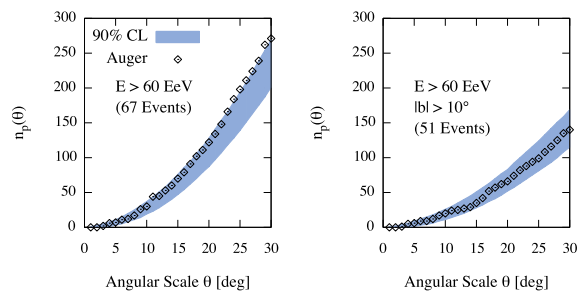 300
250
200
150
100
50
0
n_p(θ)
90% CL
Auger
E > 60 EeV
(67 Events)
0 5 10 15 20 25 30
Angular Scale θ [deg]
300
250
200
150
100
50
0
n_p(θ)
E > 60 EeV
|b| > 10°
(51 Events)
0 5 10 15 20 25 30
Angular Scale θ [deg]